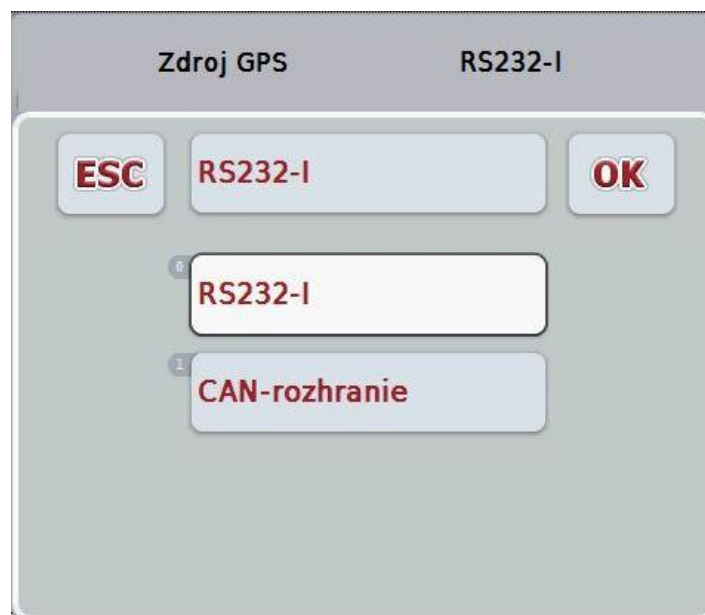 Zdroj GPS RS232-I
ESC RS232-I OK
0
RS232-I
1
CAN-rozhranie